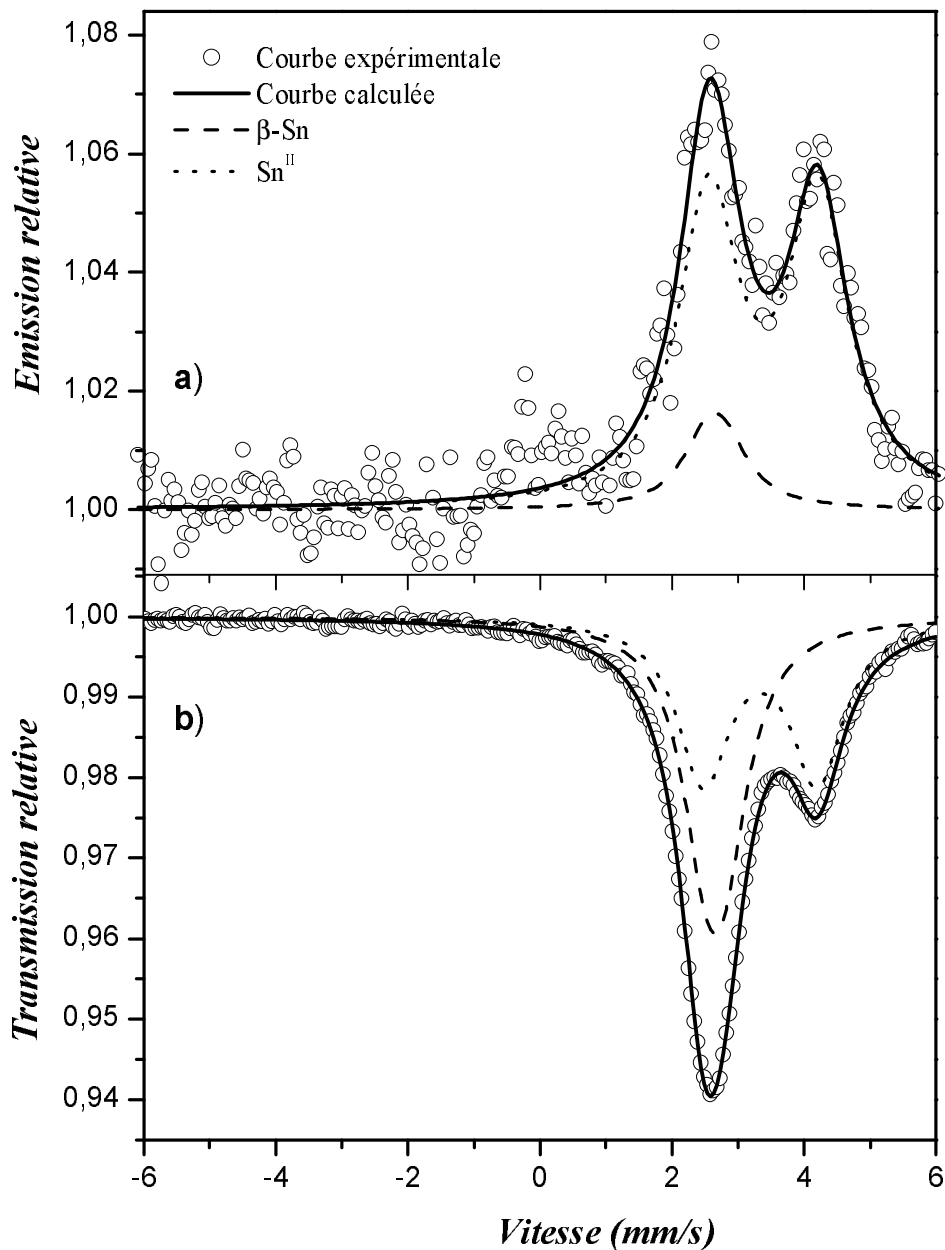 1,08
1,06
1,04
1,02
1,00
Emission relative
Courbe expérimentale
Courbe calculée
β-Sn
Sn^II
a)
1,00
0,99
0,98
0,97
0,96
0,95
0,94
Transmission relative
b)
-6 -4 -2 0 2 4 6
Vitesse (mm/s)